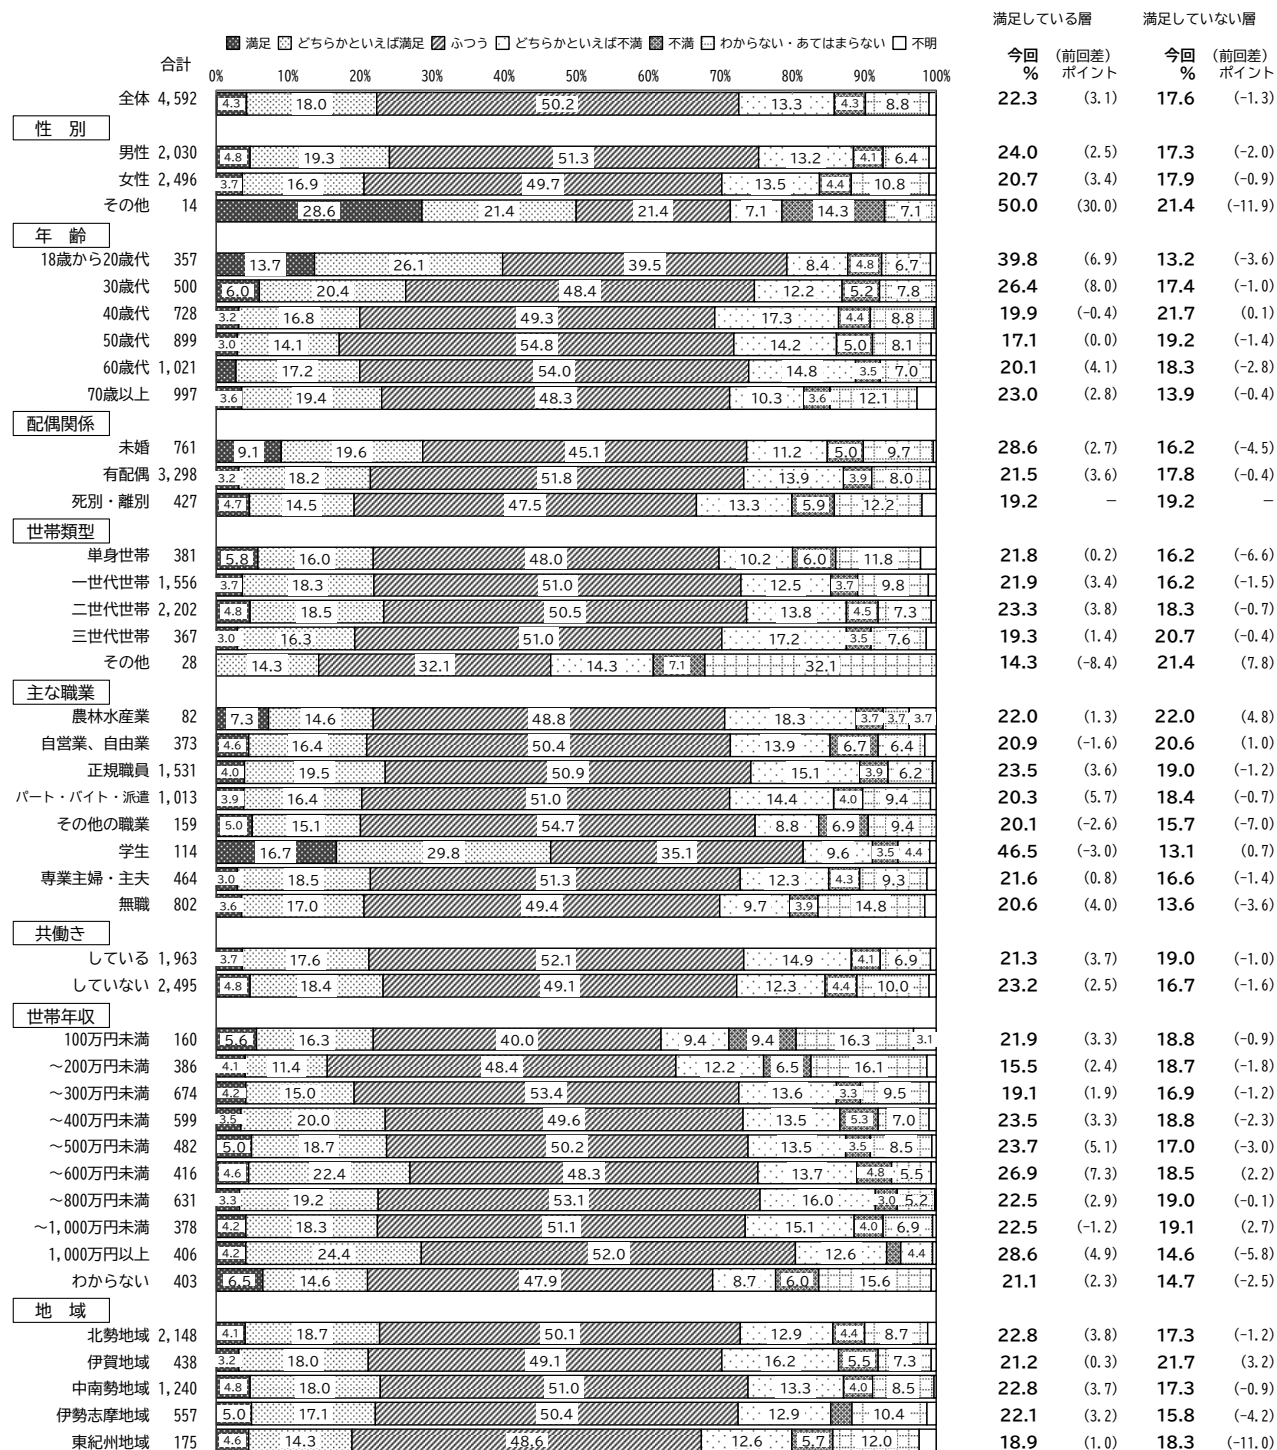 満足している層 満足していない層
満足 どちらかといえば満足 ふつう どちらかといえば不満 不満 わからない・あてはまらない 不明
今回 (前回差) 今回 (前回差)
合計 % ポイント % ポイント
0% 10% 20% 30% 40% 50% 60% 70% 80% 90% 100%
全体 4,592 4.3 18.0 50.2 13.3 4.3 8.8 22.3 (3.1) 17.6 (-1.3)
性 別
男性 2,030 4.8 19.3 51.3 13.2 4.1 6.4 24.0 (2.5) 17.3 (-2.0)
女性 2,496 3.7 16.9 49.7 13.5 4.4 10.8 20.7 (3.4) 17.9 (-0.9)
その他 14 28.6 21.4 21.4 7.1 14.3 7.1 50.0 (30.0) 21.4 (-11.9)
年 齢
18歳から20歳代 357 13.7 26.1 39.5 8.4 4.8 6.7 39.8 (6.9) 13.2 (-3.6)
30歳代 500 6.0 20.4 48.4 12.2 5.2 7.8 26.4 (8.0) 17.4 (-1.0)
40歳代 728 3.2 16.8 49.3 17.3 4.4 8.8 19.9 (-0.4) 21.7 (0.1)
50歳代 899 3.0 14.1 54.8 14.2 5.0 8.1 17.1 (0.0) 19.2 (-1.4)
60歳代 1,021 17.2 54.0 14.8 3.5 7.0 20.1 (4.1) 18.3 (-2.8)
70歳以上 997 3.6 19.4 48.3 10.3 3.6 12.1 23.0 (2.8) 13.9 (-0.4)
配偶関係
未婚 761 9.1 19.6 45.1 11.2 5.0 9.7 28.6 (2.7) 16.2 (-4.5)
有配偶 3,298 3.2 18.2 51.8 13.9 3.9 8.0 21.5 (3.6) 17.8 (-0.4)
死別・離別 427 4.7 14.5 47.5 13.3 5.9 12.2 19.2 － 19.2 －
世帯類型
単身世帯 381 5.8 16.0 48.0 10.2 6.0 11.8 21.8 (0.2) 16.2 (-6.6)
一世代世帯 1,556 3.7 18.3 51.0 12.5 3.7 9.8 21.9 (3.4) 16.2 (-1.5)
二世代世帯 2,202 4.8 18.5 50.5 13.8 4.5 7.3 23.3 (3.8) 18.3 (-0.7)
三世代世帯 367 3.0 16.3 51.0 17.2 3.5 7.6 19.3 (1.4) 20.7 (-0.4)
その他 28 14.3 32.1 14.3 7.1 32.1 14.3 (-8.4) 21.4 (7.8)
主な職業
農林水産業 82 7.3 14.6 48.8 18.3 3.7 3.7 3.7 22.0 (1.3) 22.0 (4.8)
自営業、自由業 373 4.6 16.4 50.4 13.9 6.7 6.4 20.9 (-1.6) 20.6 (1.0)
正規職員 1,531 4.0 19.5 50.9 15.1 3.9 6.2 23.5 (3.6) 19.0 (-1.2)
パート・バイト・派遣 1,013 3.9 16.4 51.0 14.4 4.0 9.4 20.3 (5.7) 18.4 (-0.7)
その他の職業 159 5.0 15.1 54.7 8.8 6.9 9.4 20.1 (-2.6) 15.7 (-7.0)
学生 114 16.7 29.8 35.1 9.6 3.5 4.4 46.5 (-3.0) 13.1 (0.7)
専業主婦・主夫 464 3.0 18.5 51.3 12.3 4.3 9.3 21.6 (0.8) 16.6 (-1.4)
無職 802 3.6 17.0 49.4 9.7 3.9 14.8 20.6 (4.0) 13.6 (-3.6)
共働き
している 1,963 3.7 17.6 52.1 14.9 4.1 6.9 21.3 (3.7) 19.0 (-1.0)
していない 2,495 4.8 18.4 49.1 12.3 4.4 10.0 23.2 (2.5) 16.7 (-1.6)
世帯年収
100万円未満 160 5.6 16.3 40.0 9.4 9.4 16.3 3.1 21.9 (3.3) 18.8 (-0.9)
～200万円未満 386 4.1 11.4 48.4 12.2 6.5 16.1 15.5 (2.4) 18.7 (-1.8)
～300万円未満 674 4.2 15.0 53.4 13.6 3.3 9.5 19.1 (1.9) 16.9 (-1.2)
～400万円未満 599 3.5 20.0 49.6 13.5 5.3 7.0 23.5 (3.3) 18.8 (-2.3)
～500万円未満 482 5.0 18.7 50.2 13.5 3.5 8.5 23.7 (5.1) 17.0 (-3.0)
～600万円未満 416 4.6 22.4 48.3 13.7 4.8 5.5 26.9 (7.3) 18.5 (2.2)
～800万円未満 631 3.3 19.2 53.1 16.0 3.0 5.2 22.5 (2.9) 19.0 (-0.1)
～1,000万円未満 378 4.2 18.3 51.1 15.1 4.0 6.9 22.5 (-1.2) 19.1 (2.7)
1,000万円以上 406 4.2 24.4 52.0 12.6 4.4 28.6 (4.9) 14.6 (-5.8)
わからない 403 6.5 14.6 47.9 8.7 6.0 15.6 21.1 (2.3) 14.7 (-2.5)
地 域
北勢地域 2,148 4.1 18.7 50.1 12.9 4.4 8.7 22.8 (3.8) 17.3 (-1.2)
伊賀地域 438 3.2 18.0 49.1 16.2 5.5 7.3 21.2 (0.3) 21.7 (3.2)
中南勢地域 1,240 4.8 18.0 51.0 13.3 4.0 8.5 22.8 (3.7) 17.3 (-0.9)
伊勢志摩地域 557 5.0 17.1 50.4 12.9 10.4 22.1 (3.2) 15.8 (-4.2)
東紀州地域 175 4.6 14.3 48.6 12.6 5.7 12.0 18.9 (1.0) 18.3 (-11.0)